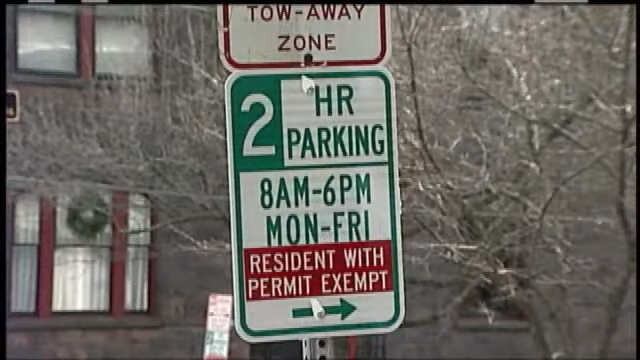 TOW-AWAY
ZONE
2 HR
PARKING
8AM-6PM
MON-FRI
RESIDENT WITH
PERMIT EXEMPT